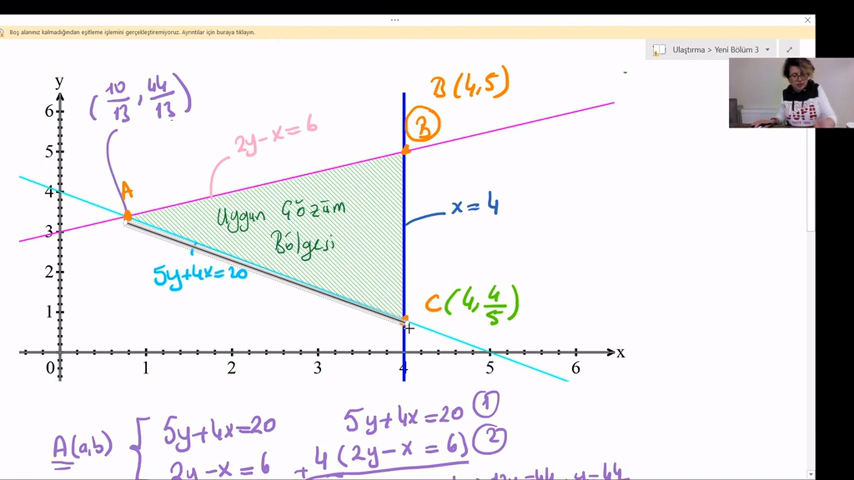 Boş alanınız kalmadığından eşitleme işlemini gerçekleştiremiyoruz. Ayrıntılar için buraya tıklayın.
Ulaştırma > Yeni Bölüm 3
y
(10/13, 44/13)
B(4,5)
6
2y-x=6
B
5
4
A
Uygun Çözüm
Bölgesi
x=4
3
2
5y+4x=20
1
C(4, 4/5)
0
1
2
3
4
5
6
x
A(a,b)
5y+4x=20
5y+4x=20 1
2y-x=6
+4(2y-x=6) 2